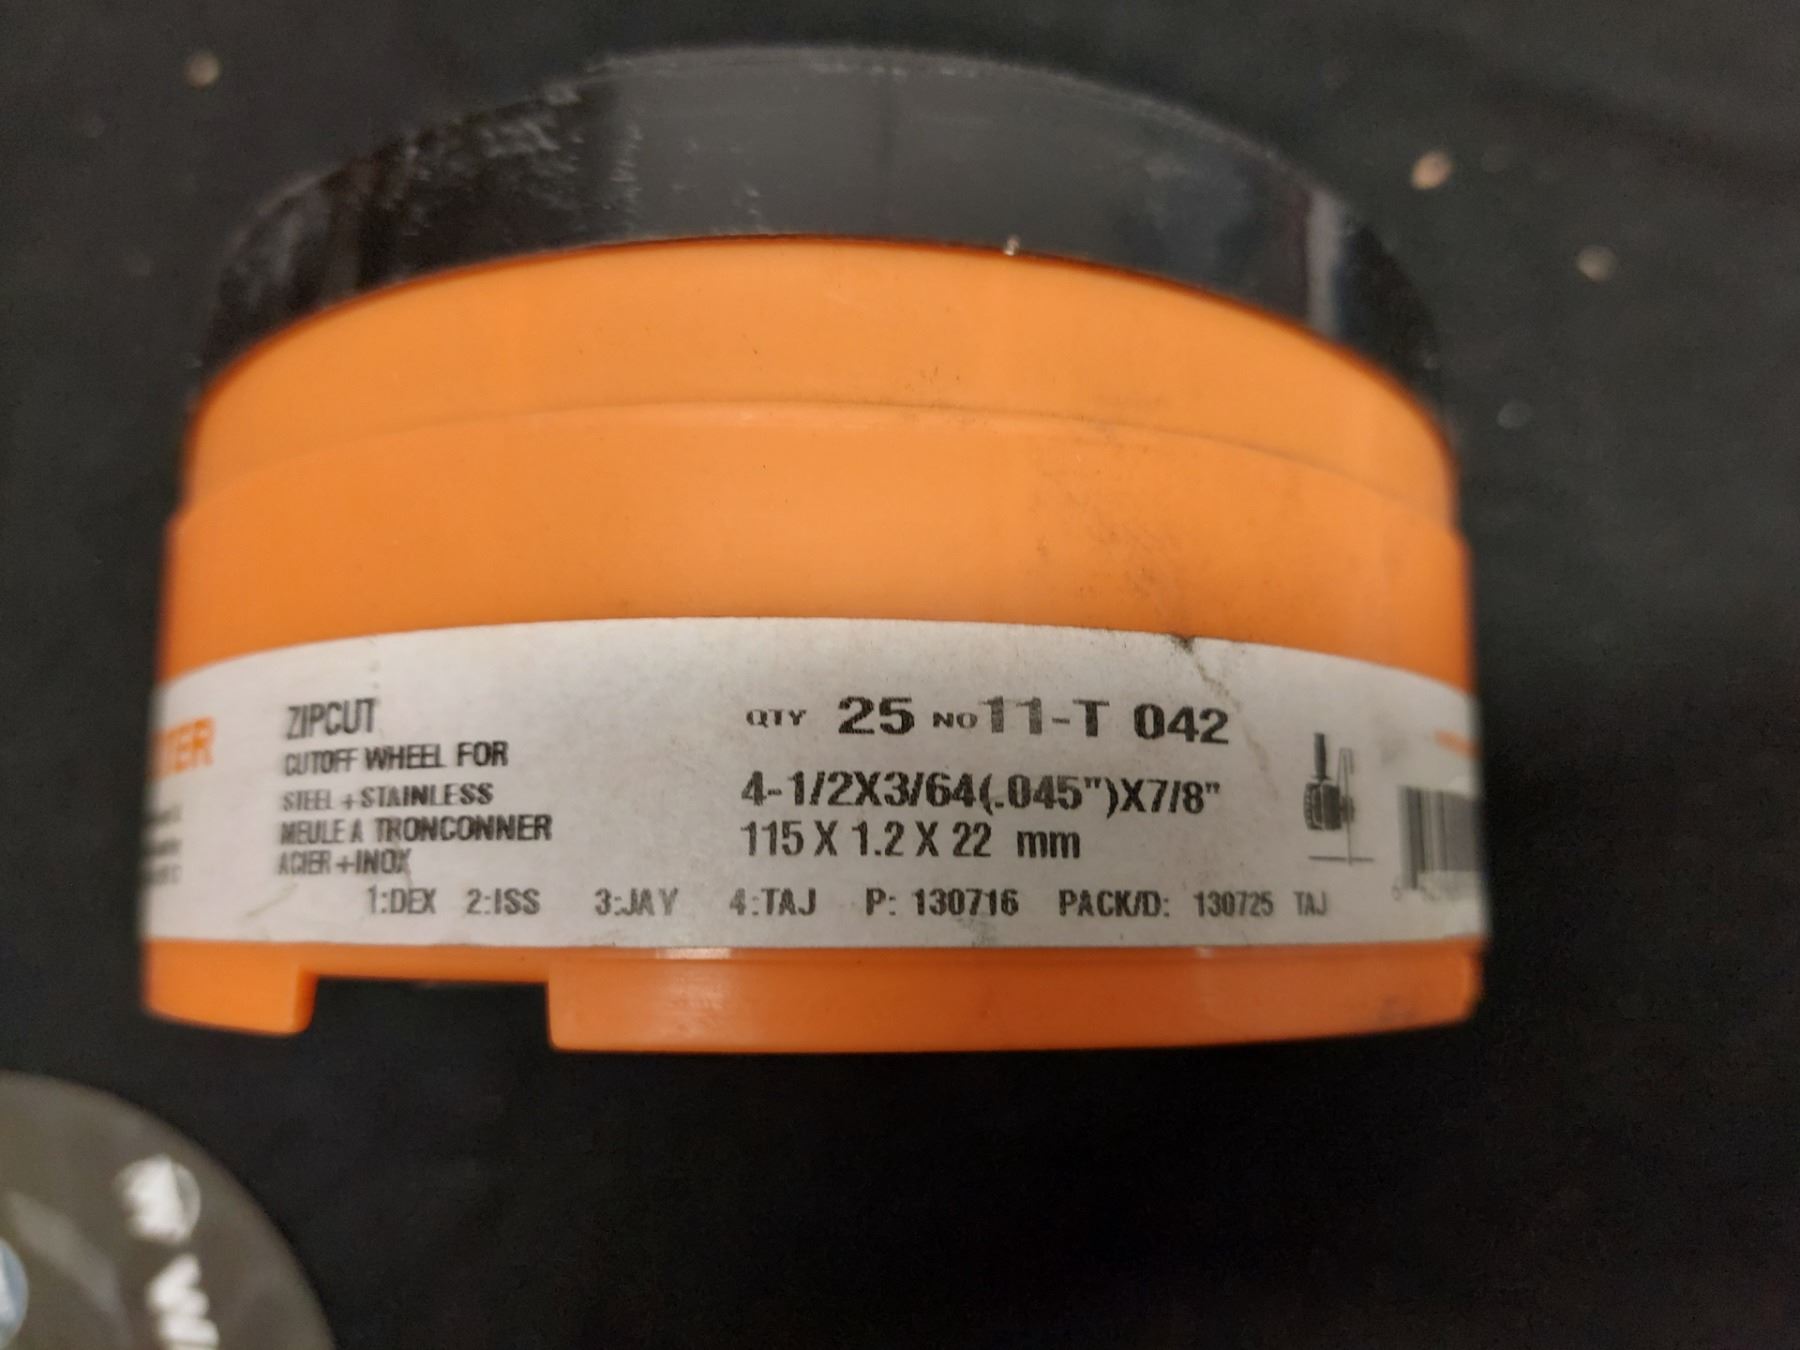 ZIPCUT
CUTOFF WHEEL FOR
STEEL + STAINLESS
MEULE A TRONCONNER
ACIER + INOX
QTY 25 NO 11-T 042
4-1/2X3/64(.045")X7/8"
115 X 1.2 X 22 mm
1:DEX 2:ISS 3:JAY 4:TAJ P: 130716 PACK/D: 130725 TAJ